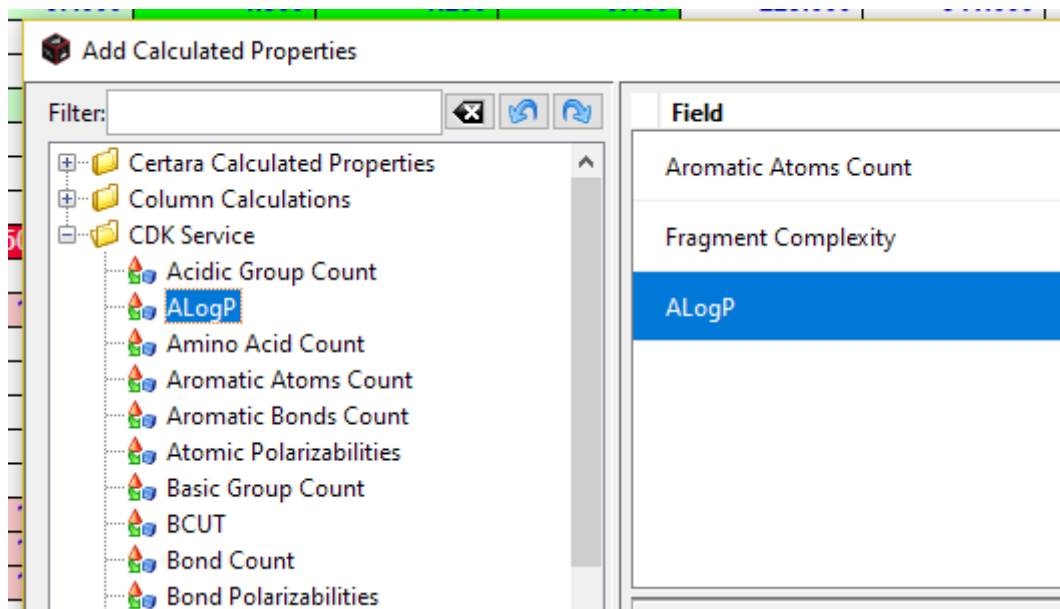 Add Calculated Properties
Filter:
Certara Calculated Properties
Column Calculations
CDK Service
Acidic Group Count
ALogP
Amino Acid Count
Aromatic Atoms Count
Aromatic Bonds Count
Atomic Polarizabilities
Basic Group Count
BCUT
Bond Count
Bond Polarizabilities
Field
Aromatic Atoms Count
Fragment Complexity
ALogP